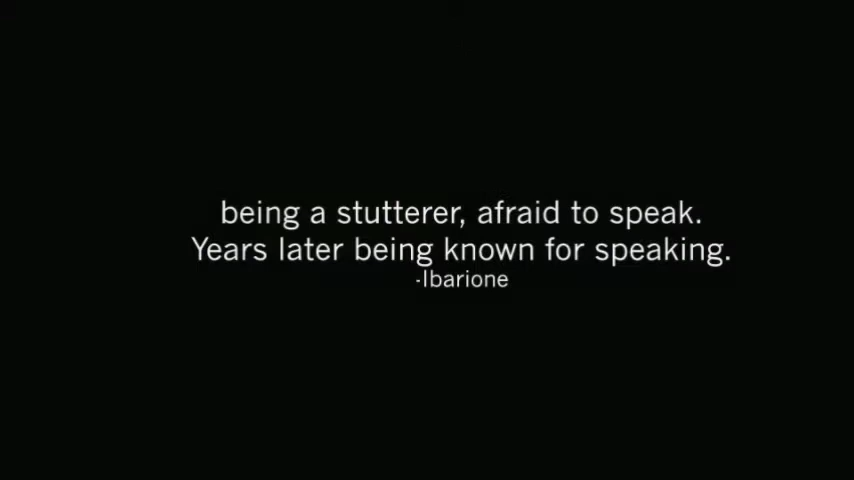 being a stutterer, afraid to speak.
Years later being known for speaking.
-Ibarione